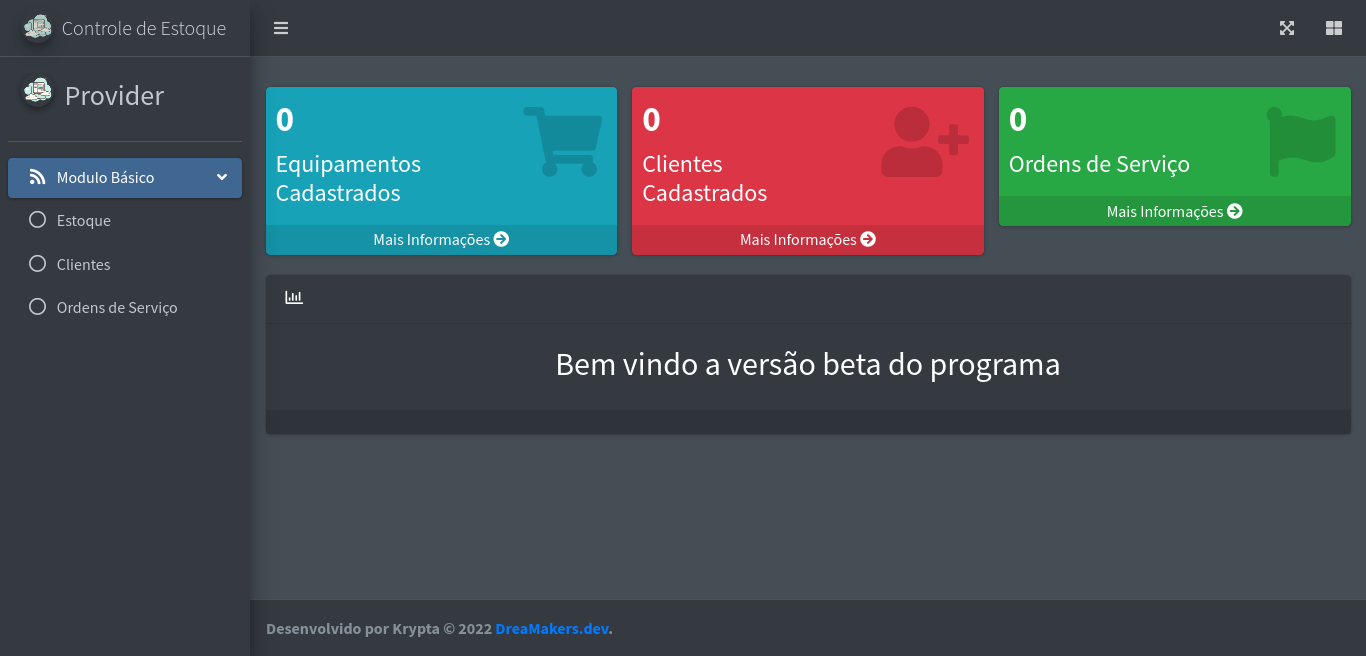 Controle de Estoque
Provider
Modulo Básico
Estoque
Clientes
Ordens de Serviço
0
Equipamentos
Cadastrados
Mais Informações
0
Clientes
Cadastrados
Mais Informações
0
Ordens de Serviço
Mais Informações
Bem vindo a versão beta do programa
Desenvolvido por Krypta © 2022 DreaMakers.dev.